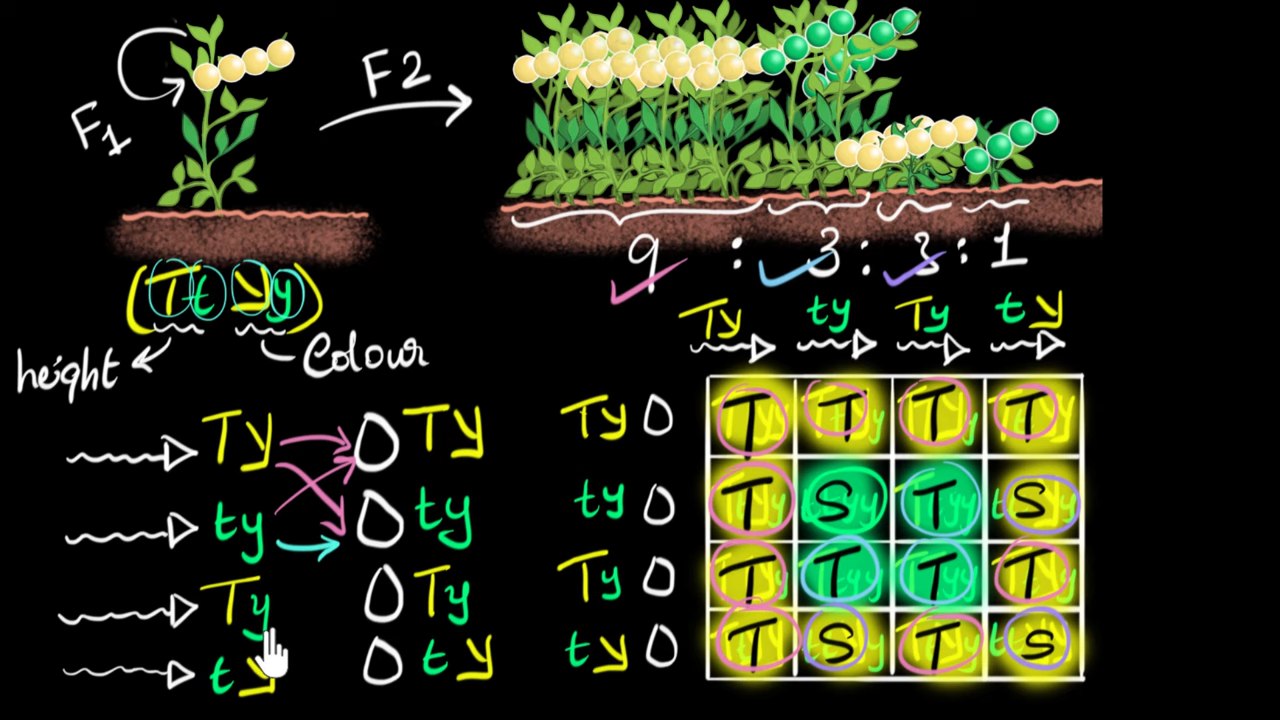 F1
F2
9 : 3 : 3 : 1
(Tt Yy)
height
Colour
TY ty Ty tY
TY TY
ty ty
Ty Ty
tY tY
TY T T T T
ty T S T S
Ty T T T T
tY T S T S